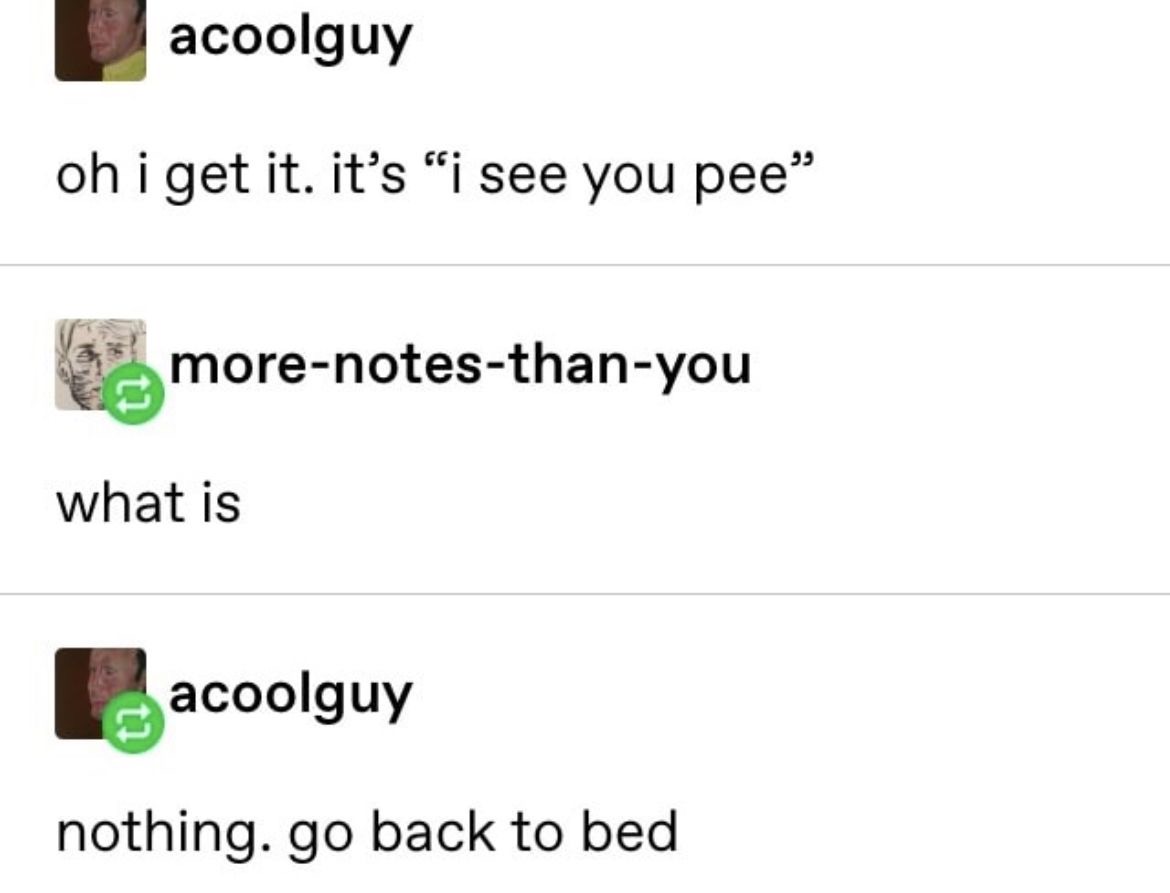 acoolguy
oh i get it. it’s “i see you pee”
more-notes-than-you
what is
acoolguy
nothing. go back to bed